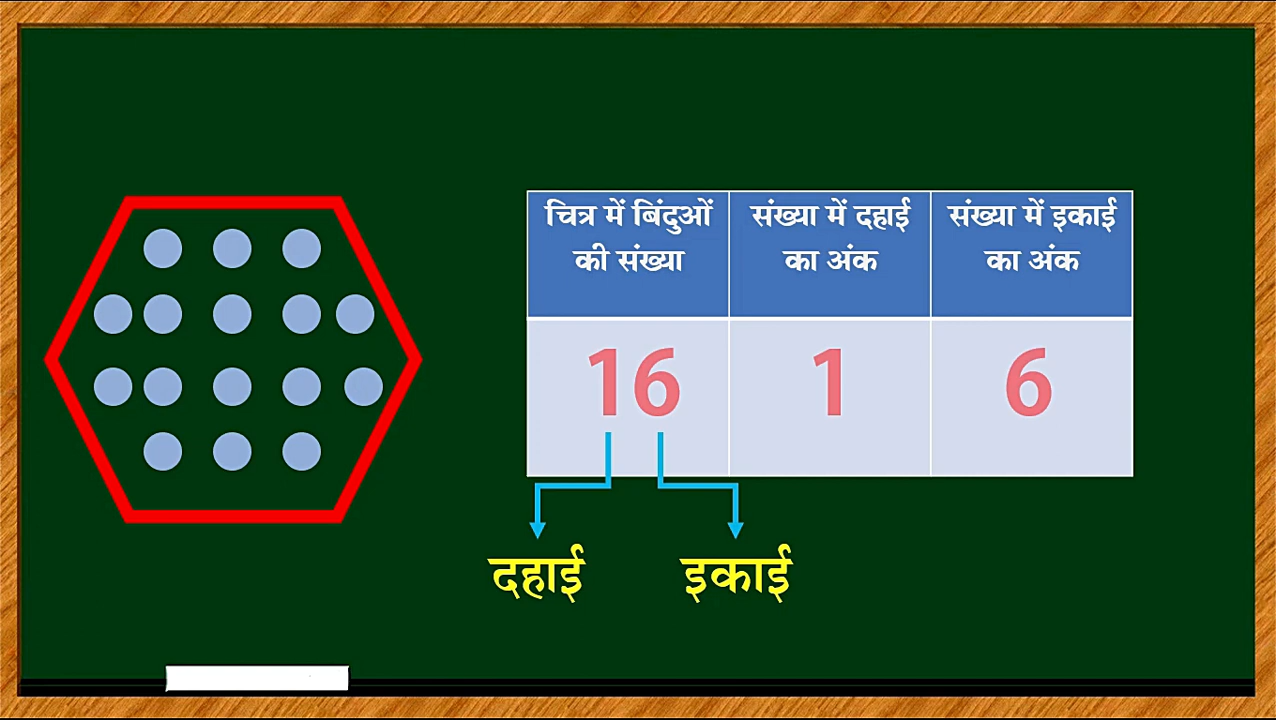 चित्र में बिंदुओं
की संख्या
संख्या में दहाई
का अंक
संख्या में इकाई
का अंक
16
1
6
दहाई
इकाई